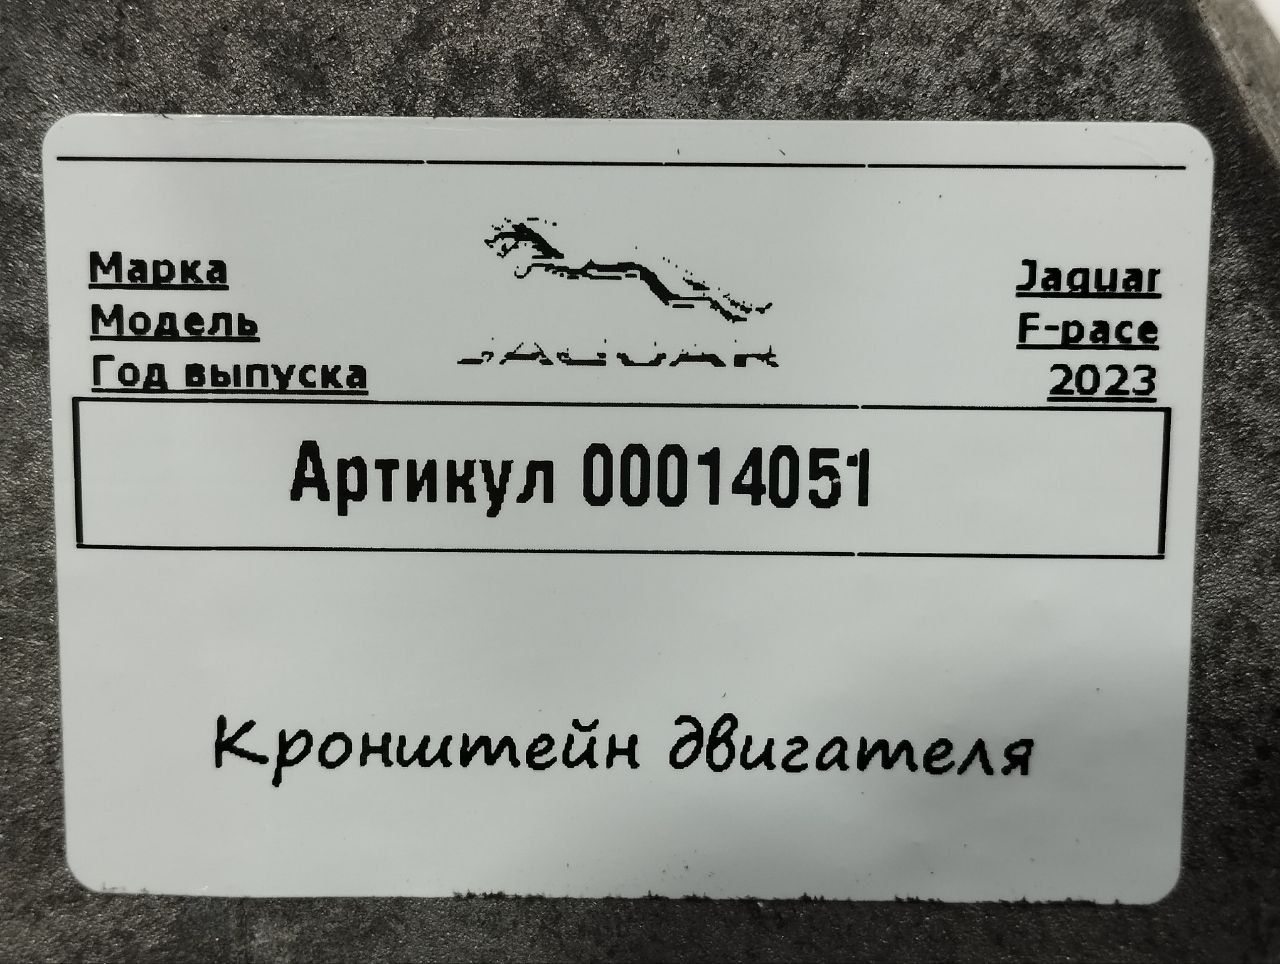 Марка Jaguar
Модель F-pace
Год выпуска 2023
JAGUAR
Артикул 00014051
Кронштейн двигателя